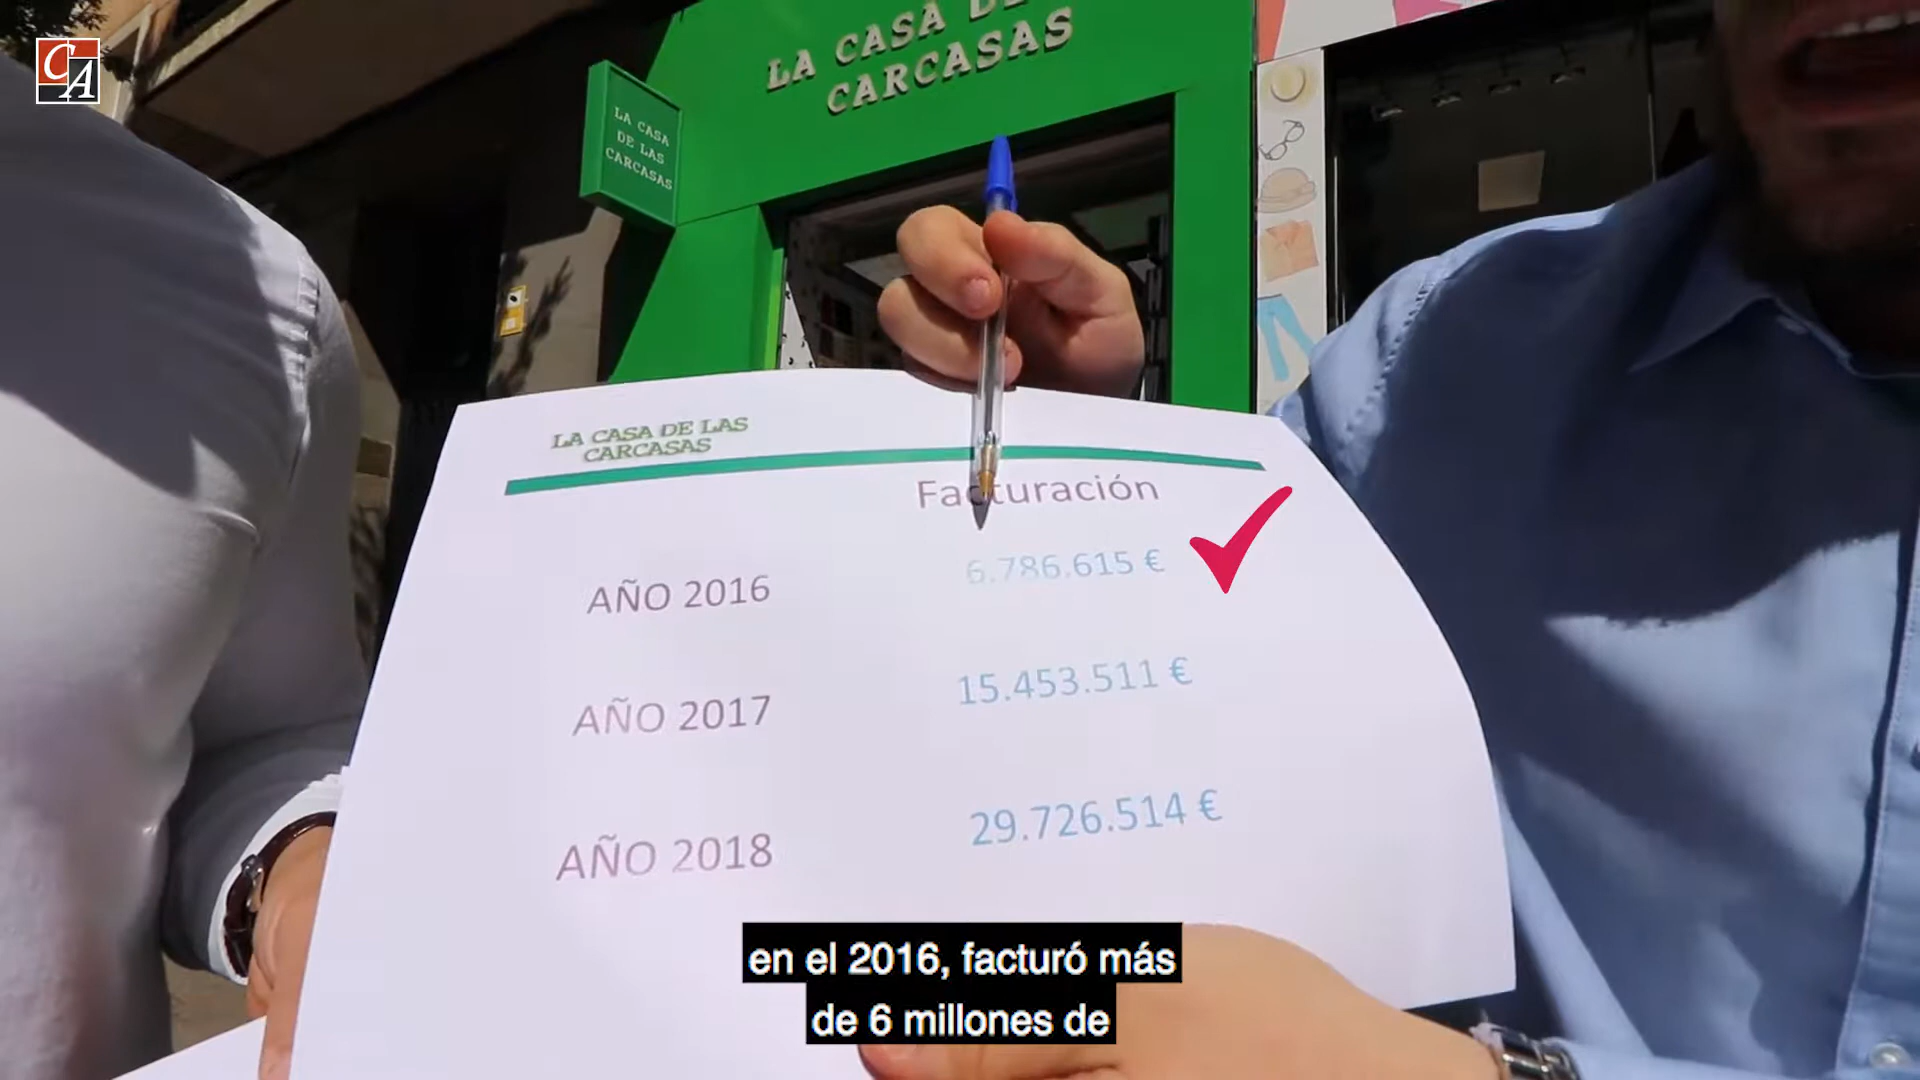 CA
LA CASA DE
CARCASAS
LA CASA
DE LAS
CARCASAS
LA CASA DE LAS
CARCASAS
Facturación
AÑO 2016 6.786.615 €
AÑO 2017 15.453.511 €
AÑO 2018 29.726.514 €
en el 2016, facturó más
de 6 millones de